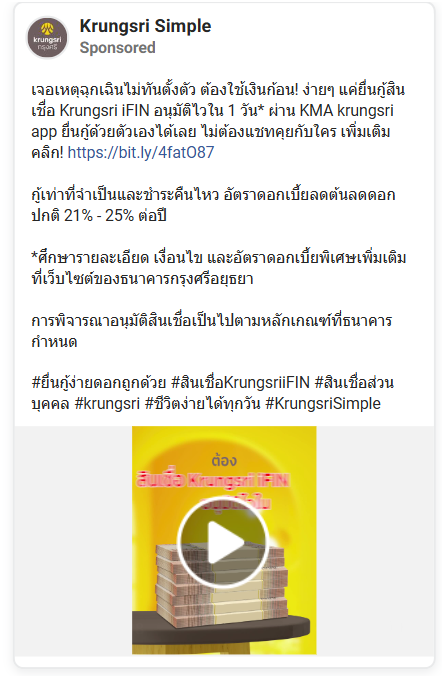 krungsri
กรุงศรี
Krungsri Simple
Sponsored
เจอเหตุฉุกเฉินไม่ทันตั้งตัว ต้องใช้เงินก้อน! ง่ายๆ แค่ยื่นกู้สิน
เชื่อ Krungsri iFIN อนุมัติไวใน 1 วัน* ผ่าน KMA krungsri
app ยื่นกู้ด้วยตัวเองได้เลย ไม่ต้องแชทคุยกับใคร เพิ่มเติม
คลิก! https://bit.ly/4fatO87
กู้เท่าที่จำเป็นและชำระคืนไหว อัตราดอกเบี้ยลดต้นลดดอก
ปกติ 21% - 25% ต่อปี
*ศึกษารายละเอียด เงื่อนไข และอัตราดอกเบี้ยพิเศษเพิ่มเติม
ที่เว็บไซต์ของธนาคารกรุงศรีอยุธยา
การพิจารณาอนุมัติสินเชื่อเป็นไปตามหลักเกณฑ์ที่ธนาคาร
กำหนด
#ยื่นกู้ง่ายดอกถูกด้วย #สินเชื่อKrungsriiFIN #สินเชื่อส่วน
บุคคล #krungsri #ชีวิตง่ายได้ทุกวัน #KrungsriSimple
ต้อง
สินเชื่อ Krungsri iFIN